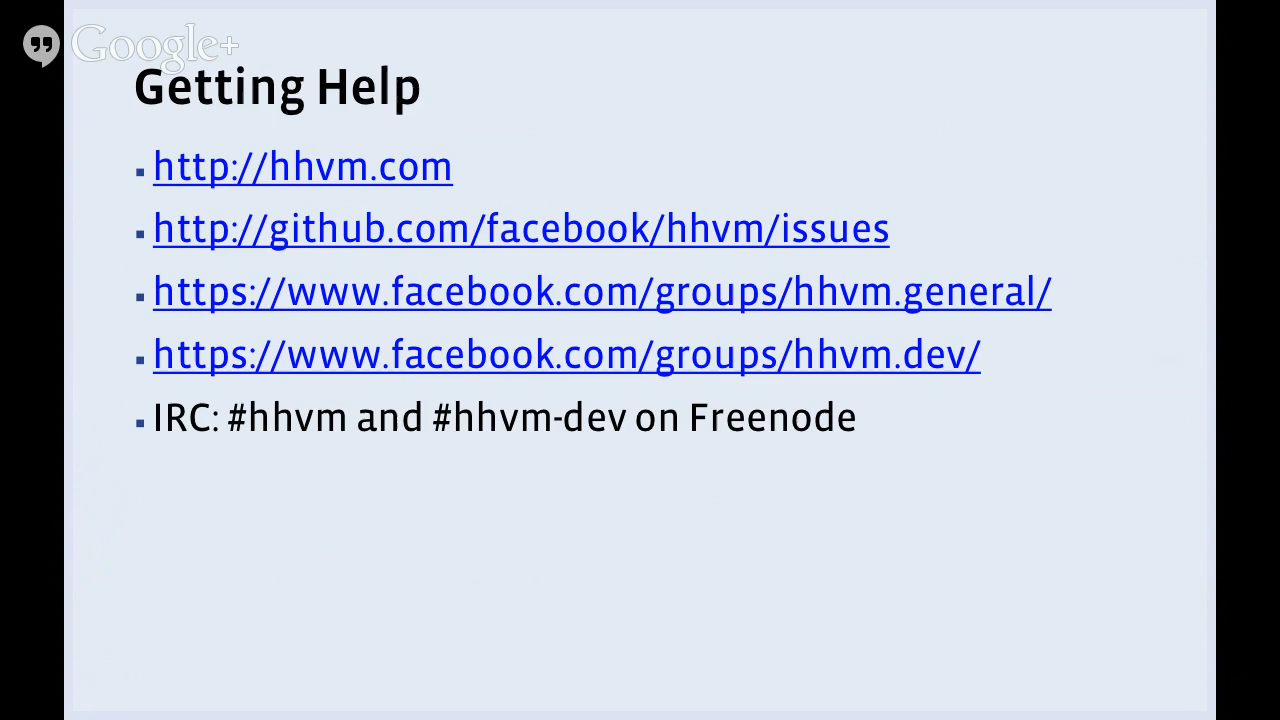 Google+
Getting Help
http://hhvm.com
http://github.com/facebook/hhvm/issues
https://www.facebook.com/groups/hhvm.general/
https://www.facebook.com/groups/hhvm.dev/
IRC: #hhvm and #hhvm-dev on Freenode